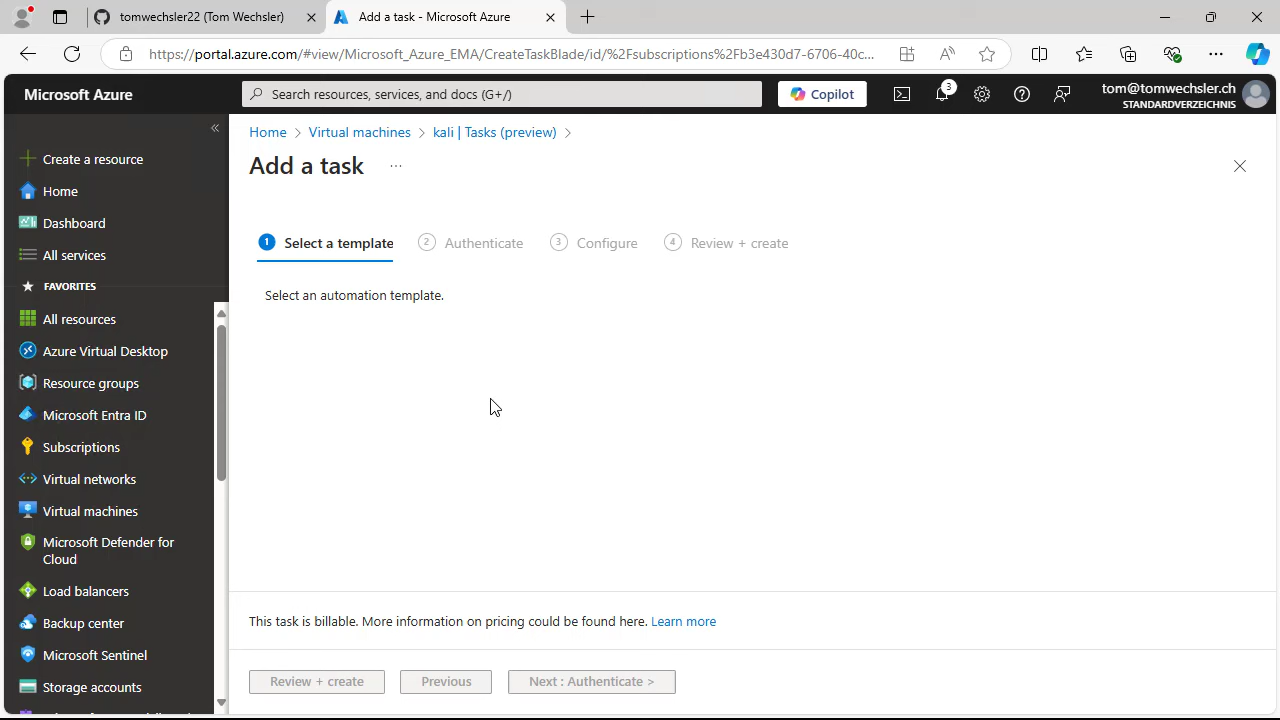 tomwechsler22 (Tom Wechsler)
Add a task - Microsoft Azure
https://portal.azure.com/#view/Microsoft_Azure_EMA/CreateTaskBlade/id/%2Fsubscriptions%2Fb3e430d7-6706-40c...
Microsoft Azure
Search resources, services, and docs (G+/)
Copilot
3
tom@tomwechsler.ch
STANDARDVERZEICHNIS
Create a resource
Home
Dashboard
All services
FAVORITES
All resources
Azure Virtual Desktop
Resource groups
Microsoft Entra ID
Subscriptions
Virtual networks
Virtual machines
Microsoft Defender for
Cloud
Load balancers
Backup center
Microsoft Sentinel
Storage accounts
Home > Virtual machines > kali | Tasks (preview) >
Add a task
1 Select a template
2 Authenticate
3 Configure
4 Review + create
Select an automation template.
This task is billable. More information on pricing could be found here. Learn more
Review + create
Previous
Next : Authenticate >